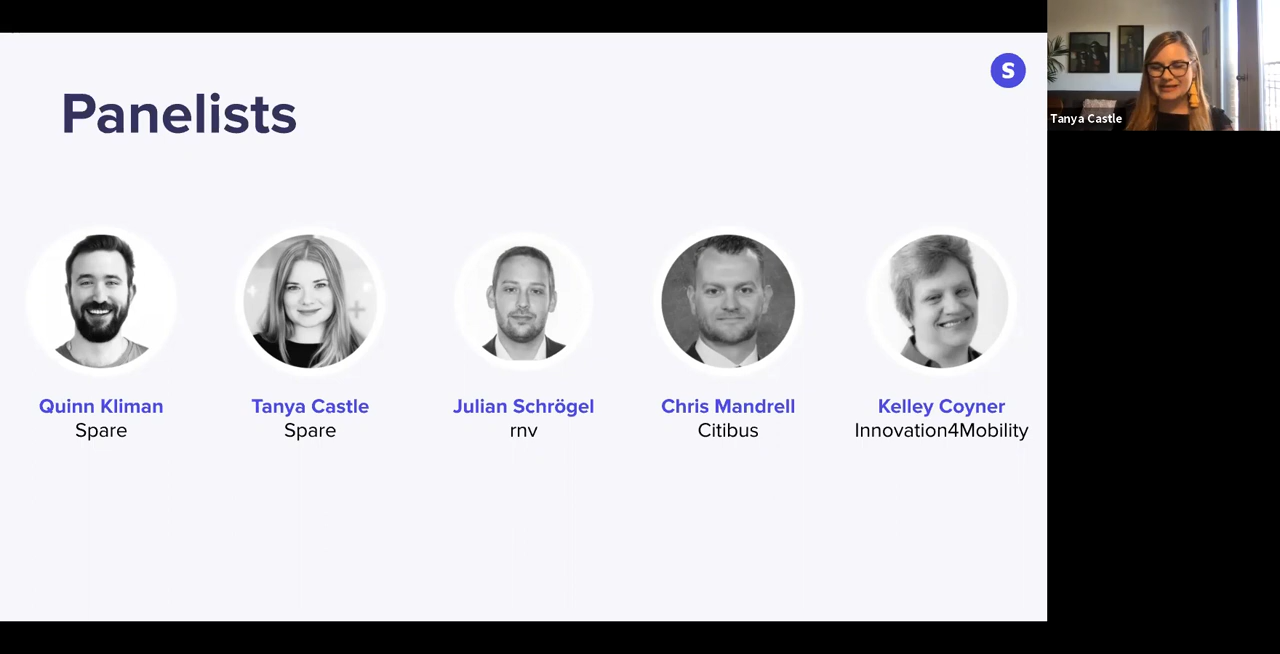 Panelists
S
Tanya Castle
Quinn Kliman
Spare
Tanya Castle
Spare
Julian Schrögel
rnv
Chris Mandrell
Citibus
Kelley Coyner
Innovation4Mobility